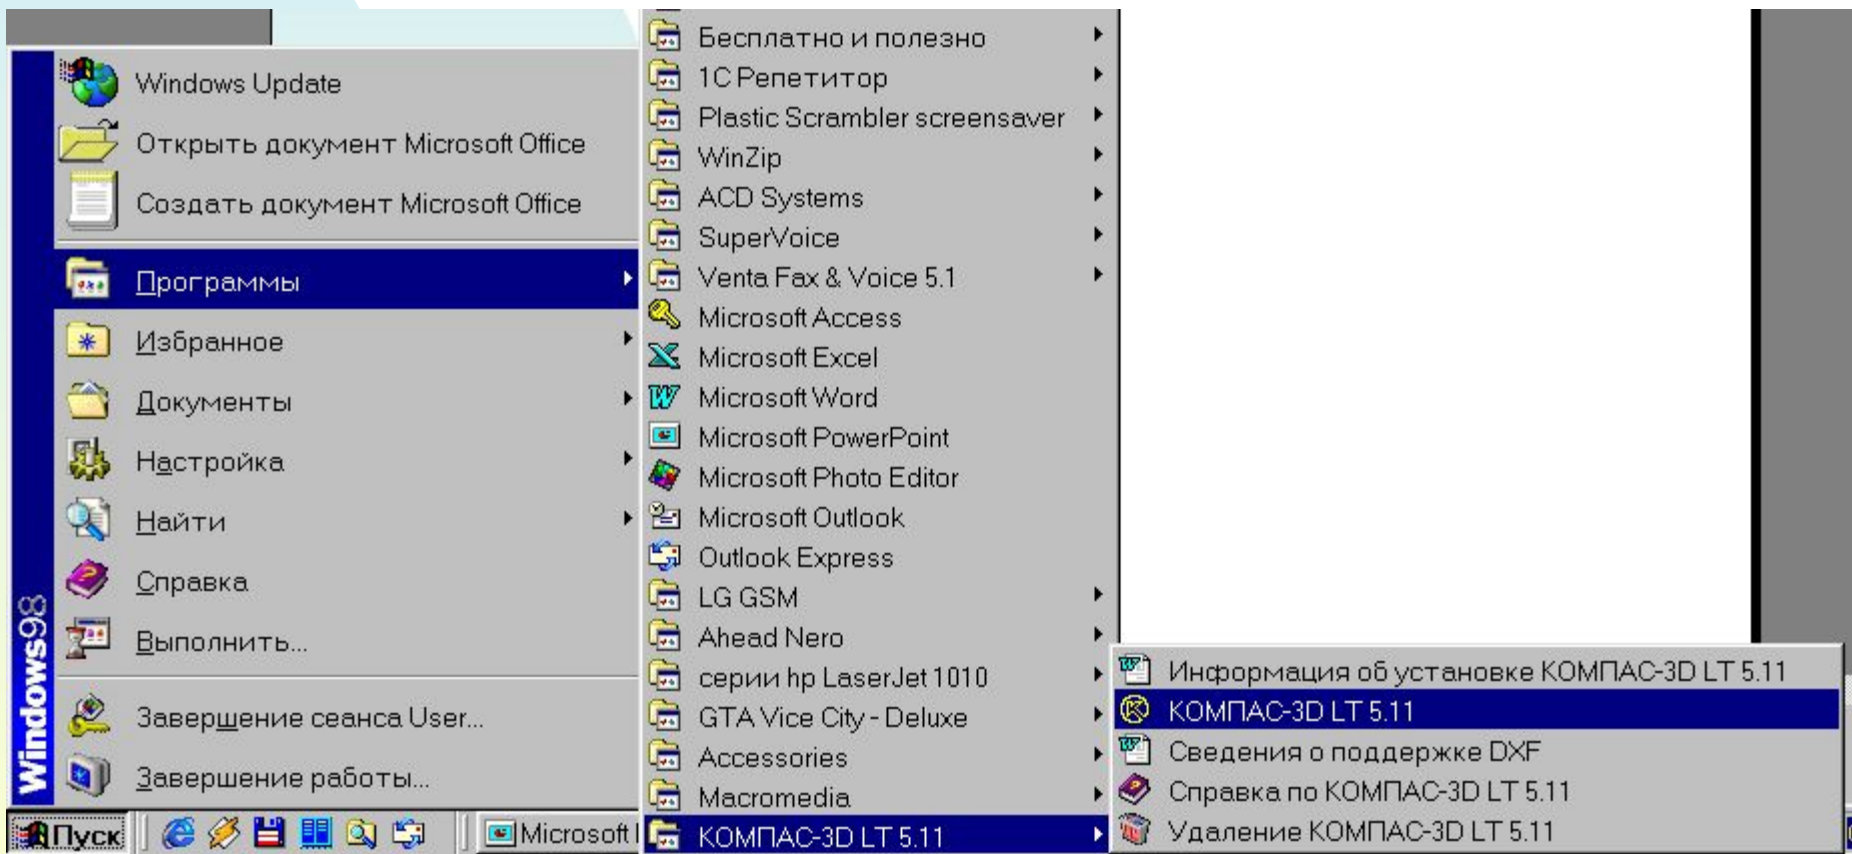 Windows98
Windows Update
Открыть документ Microsoft Office
Создать документ Microsoft Office
Программы
Избранное
Документы
Настройка
Найти
Справка
Выполнить...
Завершение сеанса User...
Завершение работы...
Пуск
Microsoft
Бесплатно и полезно
1С Репетитор
Plastic Scrambler screensaver
WinZip
ACD Systems
SuperVoice
Venta Fax & Voice 5.1
Microsoft Access
Microsoft Excel
Microsoft Word
Microsoft PowerPoint
Microsoft Photo Editor
Microsoft Outlook
Outlook Express
LG GSM
Ahead Nero
серии hp LaserJet 1010
GTA Vice City - Deluxe
Accessories
Macromedia
КОМПАС-3D LT 5.11
Информация об установке КОМПАС-3D LT 5.11
КОМПАС-3D LT 5.11
Сведения о поддержке DXF
Справка по КОМПАС-3D LT 5.11
Удаление КОМПАС-3D LT 5.11